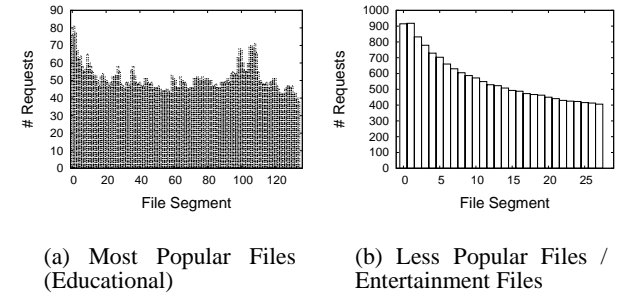 90
80
70
60
50
40
30
20
10
0
# Requests
0 20 40 60 80 100 120
File Segment
1000
900
800
700
600
500
400
300
200
100
0
# Requests
0 5 10 15 20 25
File Segment
(a) Most Popular Files
(Educational)
(b) Less Popular Files /
Entertainment Files